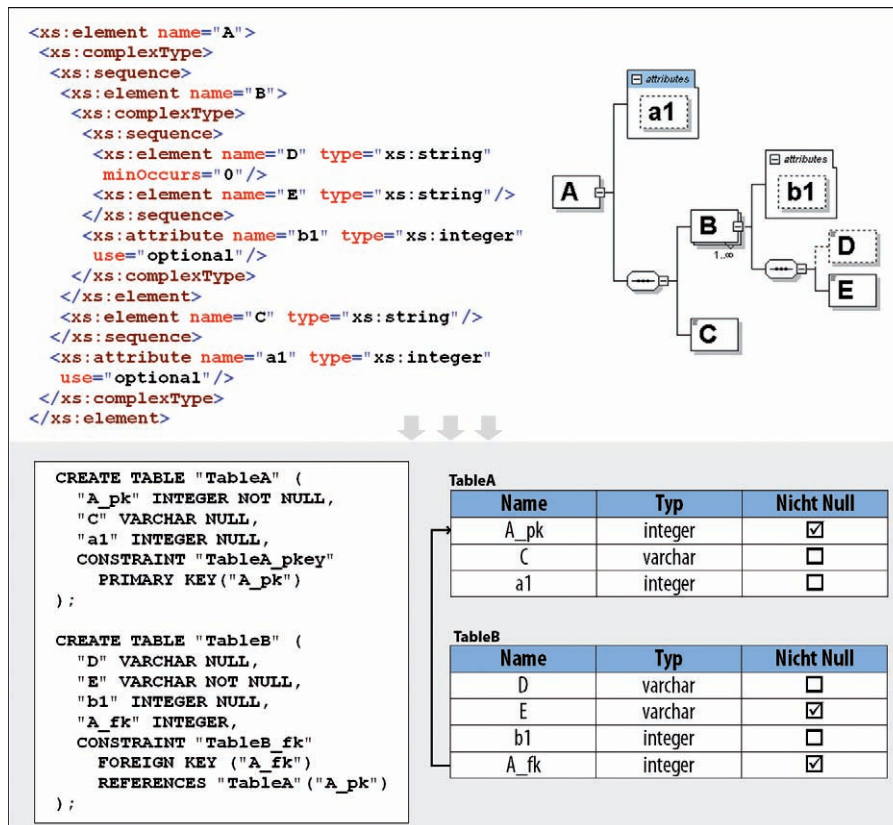 <xs:element name="A">
<xs:complexType>
<xs:sequence>
<xs:element name="B">
<xs:complexType>
<xs:sequence>
<xs:element name="D" type="xs:string"
minOccurs="0"/>
<xs:element name="E" type="xs:string"/>
</xs:sequence>
<xs:attribute name="b1" type="xs:integer"
use="optional"/>
</xs:complexType>
</xs:element>
<xs:element name="C" type="xs:string"/>
</xs:sequence>
<xs:attribute name="a1" type="xs:integer"
use="optional"/>
</xs:complexType>
</xs:element>
attributes
a1
attributes
b1
A
B
1..∞
D
E
C
CREATE TABLE "TableA" (
"A_pk" INTEGER NOT NULL,
"C" VARCHAR NULL,
"a1" INTEGER NULL,
CONSTRAINT "TableA_pkey"
PRIMARY KEY("A_pk")
);
CREATE TABLE "TableB" (
"D" VARCHAR NULL,
"E" VARCHAR NOT NULL,
"b1" INTEGER NULL,
"A_fk" INTEGER,
CONSTRAINT "TableB_fk"
FOREIGN KEY ("A_fk")
REFERENCES "TableA"("A_pk")
);
TableA
Name Typ Nicht Null
A_pk integer ☑
C varchar ☐
a1 integer ☐
TableB
Name Typ Nicht Null
D varchar ☐
E varchar ☑
b1 integer ☐
A_fk integer ☑